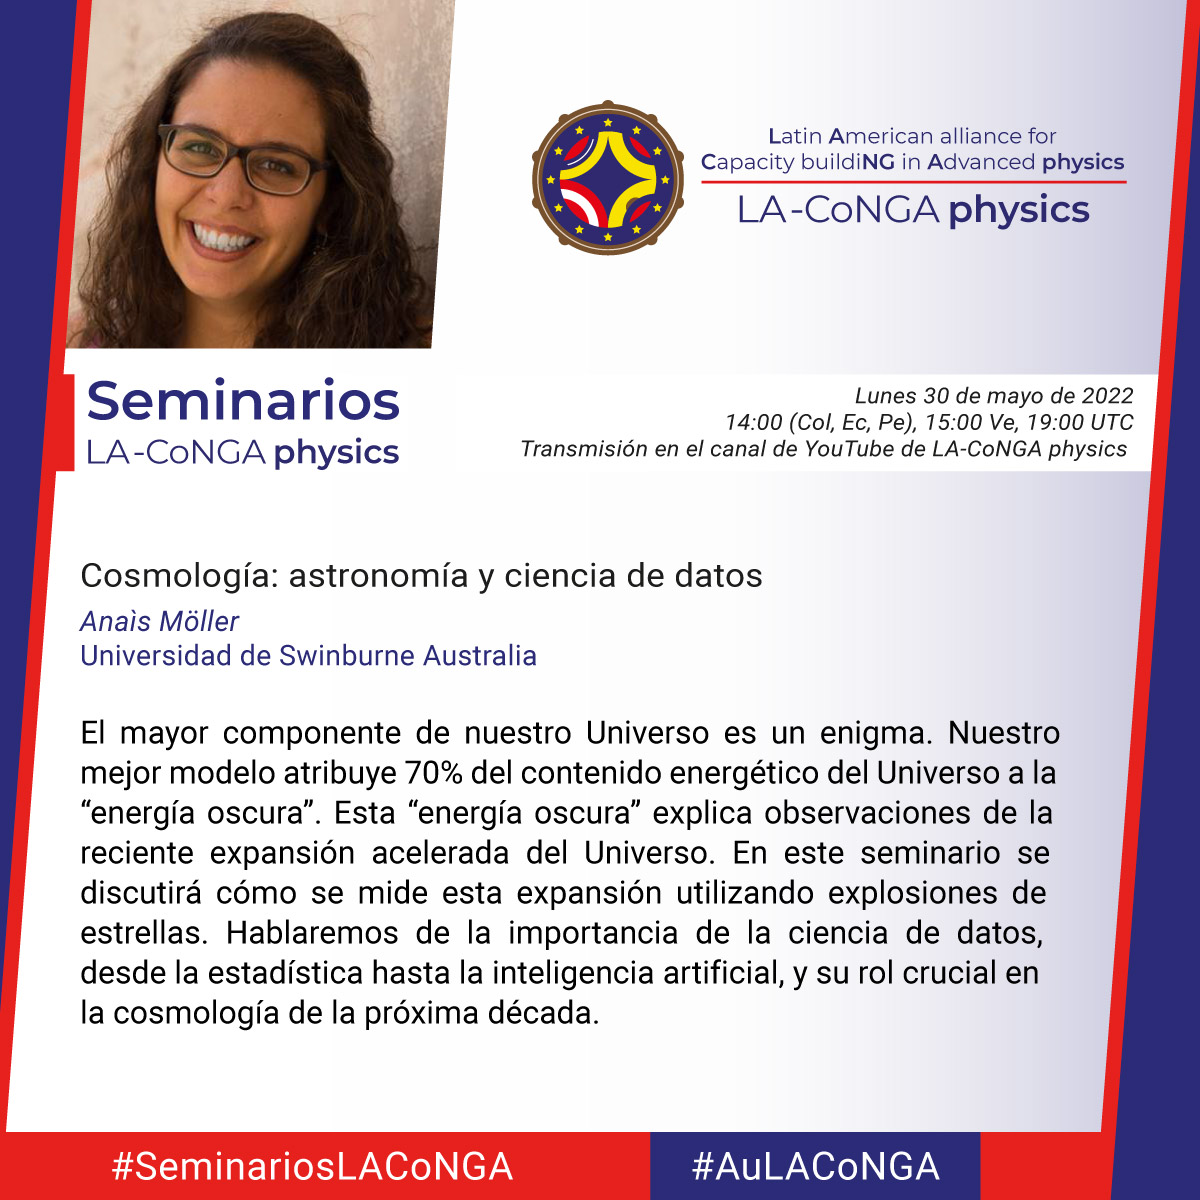 Latin American alliance for
Capacity buildiNG in Advanced physics
LA-CoNGA physics
Seminarios
LA-CoNGA physics
Lunes 30 de mayo de 2022
14:00 (Col, Ec, Pe), 15:00 Ve, 19:00 UTC
Transmisión en el canal de YouTube de LA-CoNGA physics
Cosmología: astronomía y ciencia de datos
Anaìs Möller
Universidad de Swinburne Australia
El mayor componente de nuestro Universo es un enigma. Nuestro
mejor modelo atribuye 70% del contenido energético del Universo a la
“energía oscura”. Esta “energía oscura” explica observaciones de la
reciente expansión acelerada del Universo. En este seminario se
discutirá cómo se mide esta expansión utilizando explosiones de
estrellas. Hablaremos de la importancia de la ciencia de datos,
desde la estadística hasta la inteligencia artificial, y su rol crucial en
la cosmología de la próxima década.
#SeminariosLACoNGA
#AuLACoNGA